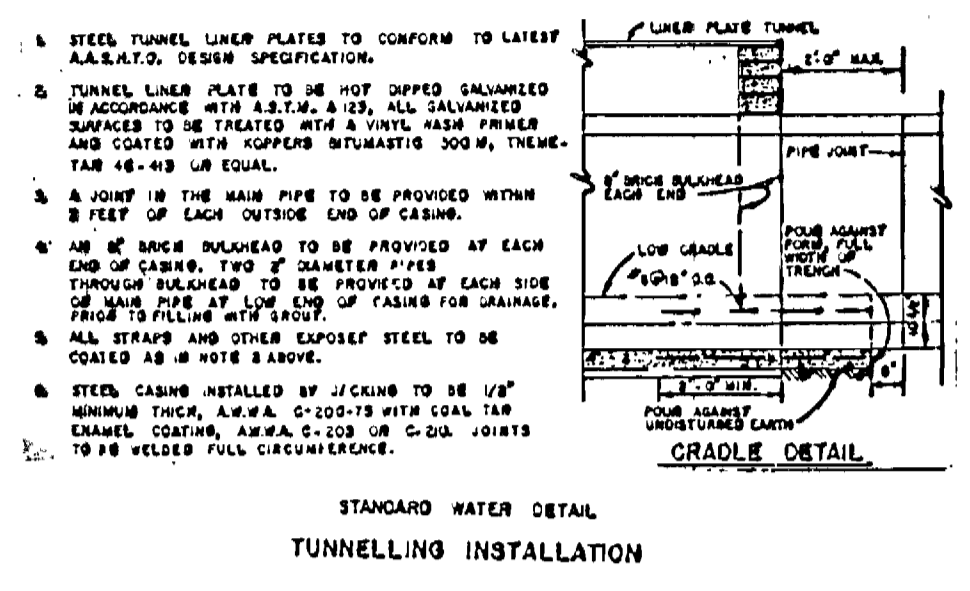 1. STEEL TUNNEL LINER PLATES TO CONFORM TO LATEST
A.A.S.H.T.O. DESIGN SPECIFICATION.
2. TUNNEL LINER PLATE TO BE HOT DIPPED GALVANIZED
IN ACCORDANCE WITH A.S.T.M. A 123, ALL GALVANIZED
SURFACES TO BE TREATED WITH A VINYL WASH PRIMER
AND COATED WITH KOPPERS BITUMASTIC 300 M, TNEME-
TAR 46-413 OR EQUAL.
3. A JOINT IN THE MAIN PIPE TO BE PROVIDED WITHIN
2 FEET OF EACH OUTSIDE END OF CASING.
4. AN 8" BRICK BULKHEAD TO BE PROVIDED AT EACH
END OF CASING. TWO 2" DIAMETER PIPES
THROUGH BULKHEAD TO BE PROVIDED AT EACH SIDE
OF MAIN PIPE AT LOW END OF CASING FOR DRAINAGE,
PRIOR TO FILLING WITH GROUT.
5. ALL STRAPS AND OTHER EXPOSED STEEL TO BE
COATED AS IN NOTE 2 ABOVE.
6. STEEL CASING INSTALLED BY JACKING TO BE 1/2"
MINIMUM THICK, A.W.W.A. C-200-75 WITH COAL TAR
ENAMEL COATING, A.W.W.A. C-203 OR C-210. JOINTS
TO BE WELDED FULL CIRCUMFERENCE.
LINER PLATE TUNNEL
2'-0" MAX.
PIPE JOINT
8" BRICK BULKHEAD
EACH END
POUR AGAINST
FORM, FULL
WIDTH OF
TRENCH
LOW CRADLE
6"
2'-0" MIN.
POUR AGAINST
UNDISTURBED EARTH
CRADLE DETAIL
STANDARD WATER DETAIL
TUNNELLING INSTALLATION